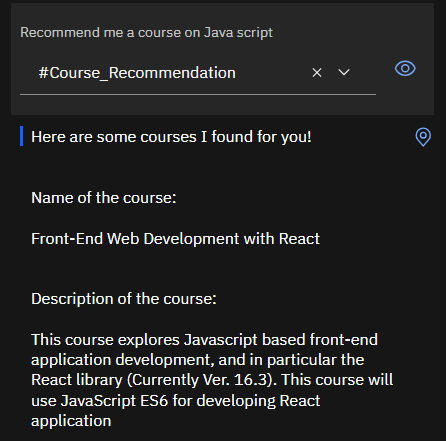 Recommend me a course on Java script
#Course_Recommendation
Here are some courses I found for you!
Name of the course:
Front-End Web Development with React
Description of the course:
This course explores Javascript based front-end
application development, and in particular the
React library (Currently Ver. 16.3). This course will
use JavaScript ES6 for developing React
application